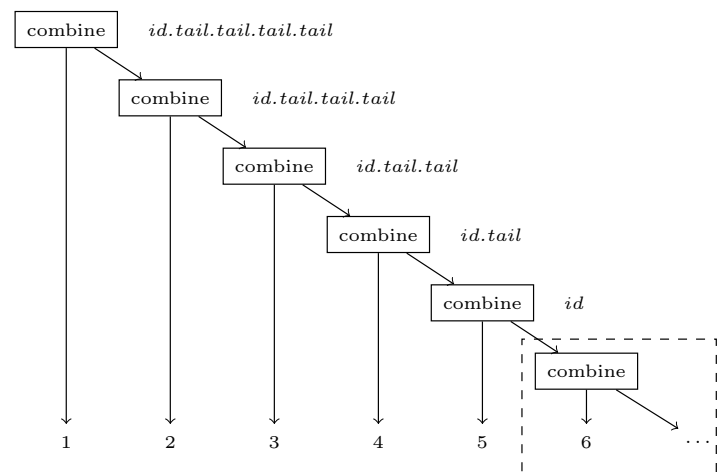 combine id.tail.tail.tail.tail
combine id.tail.tail.tail
combine id.tail.tail
combine id.tail
combine id
combine
1 2 3 4 5 6 ...